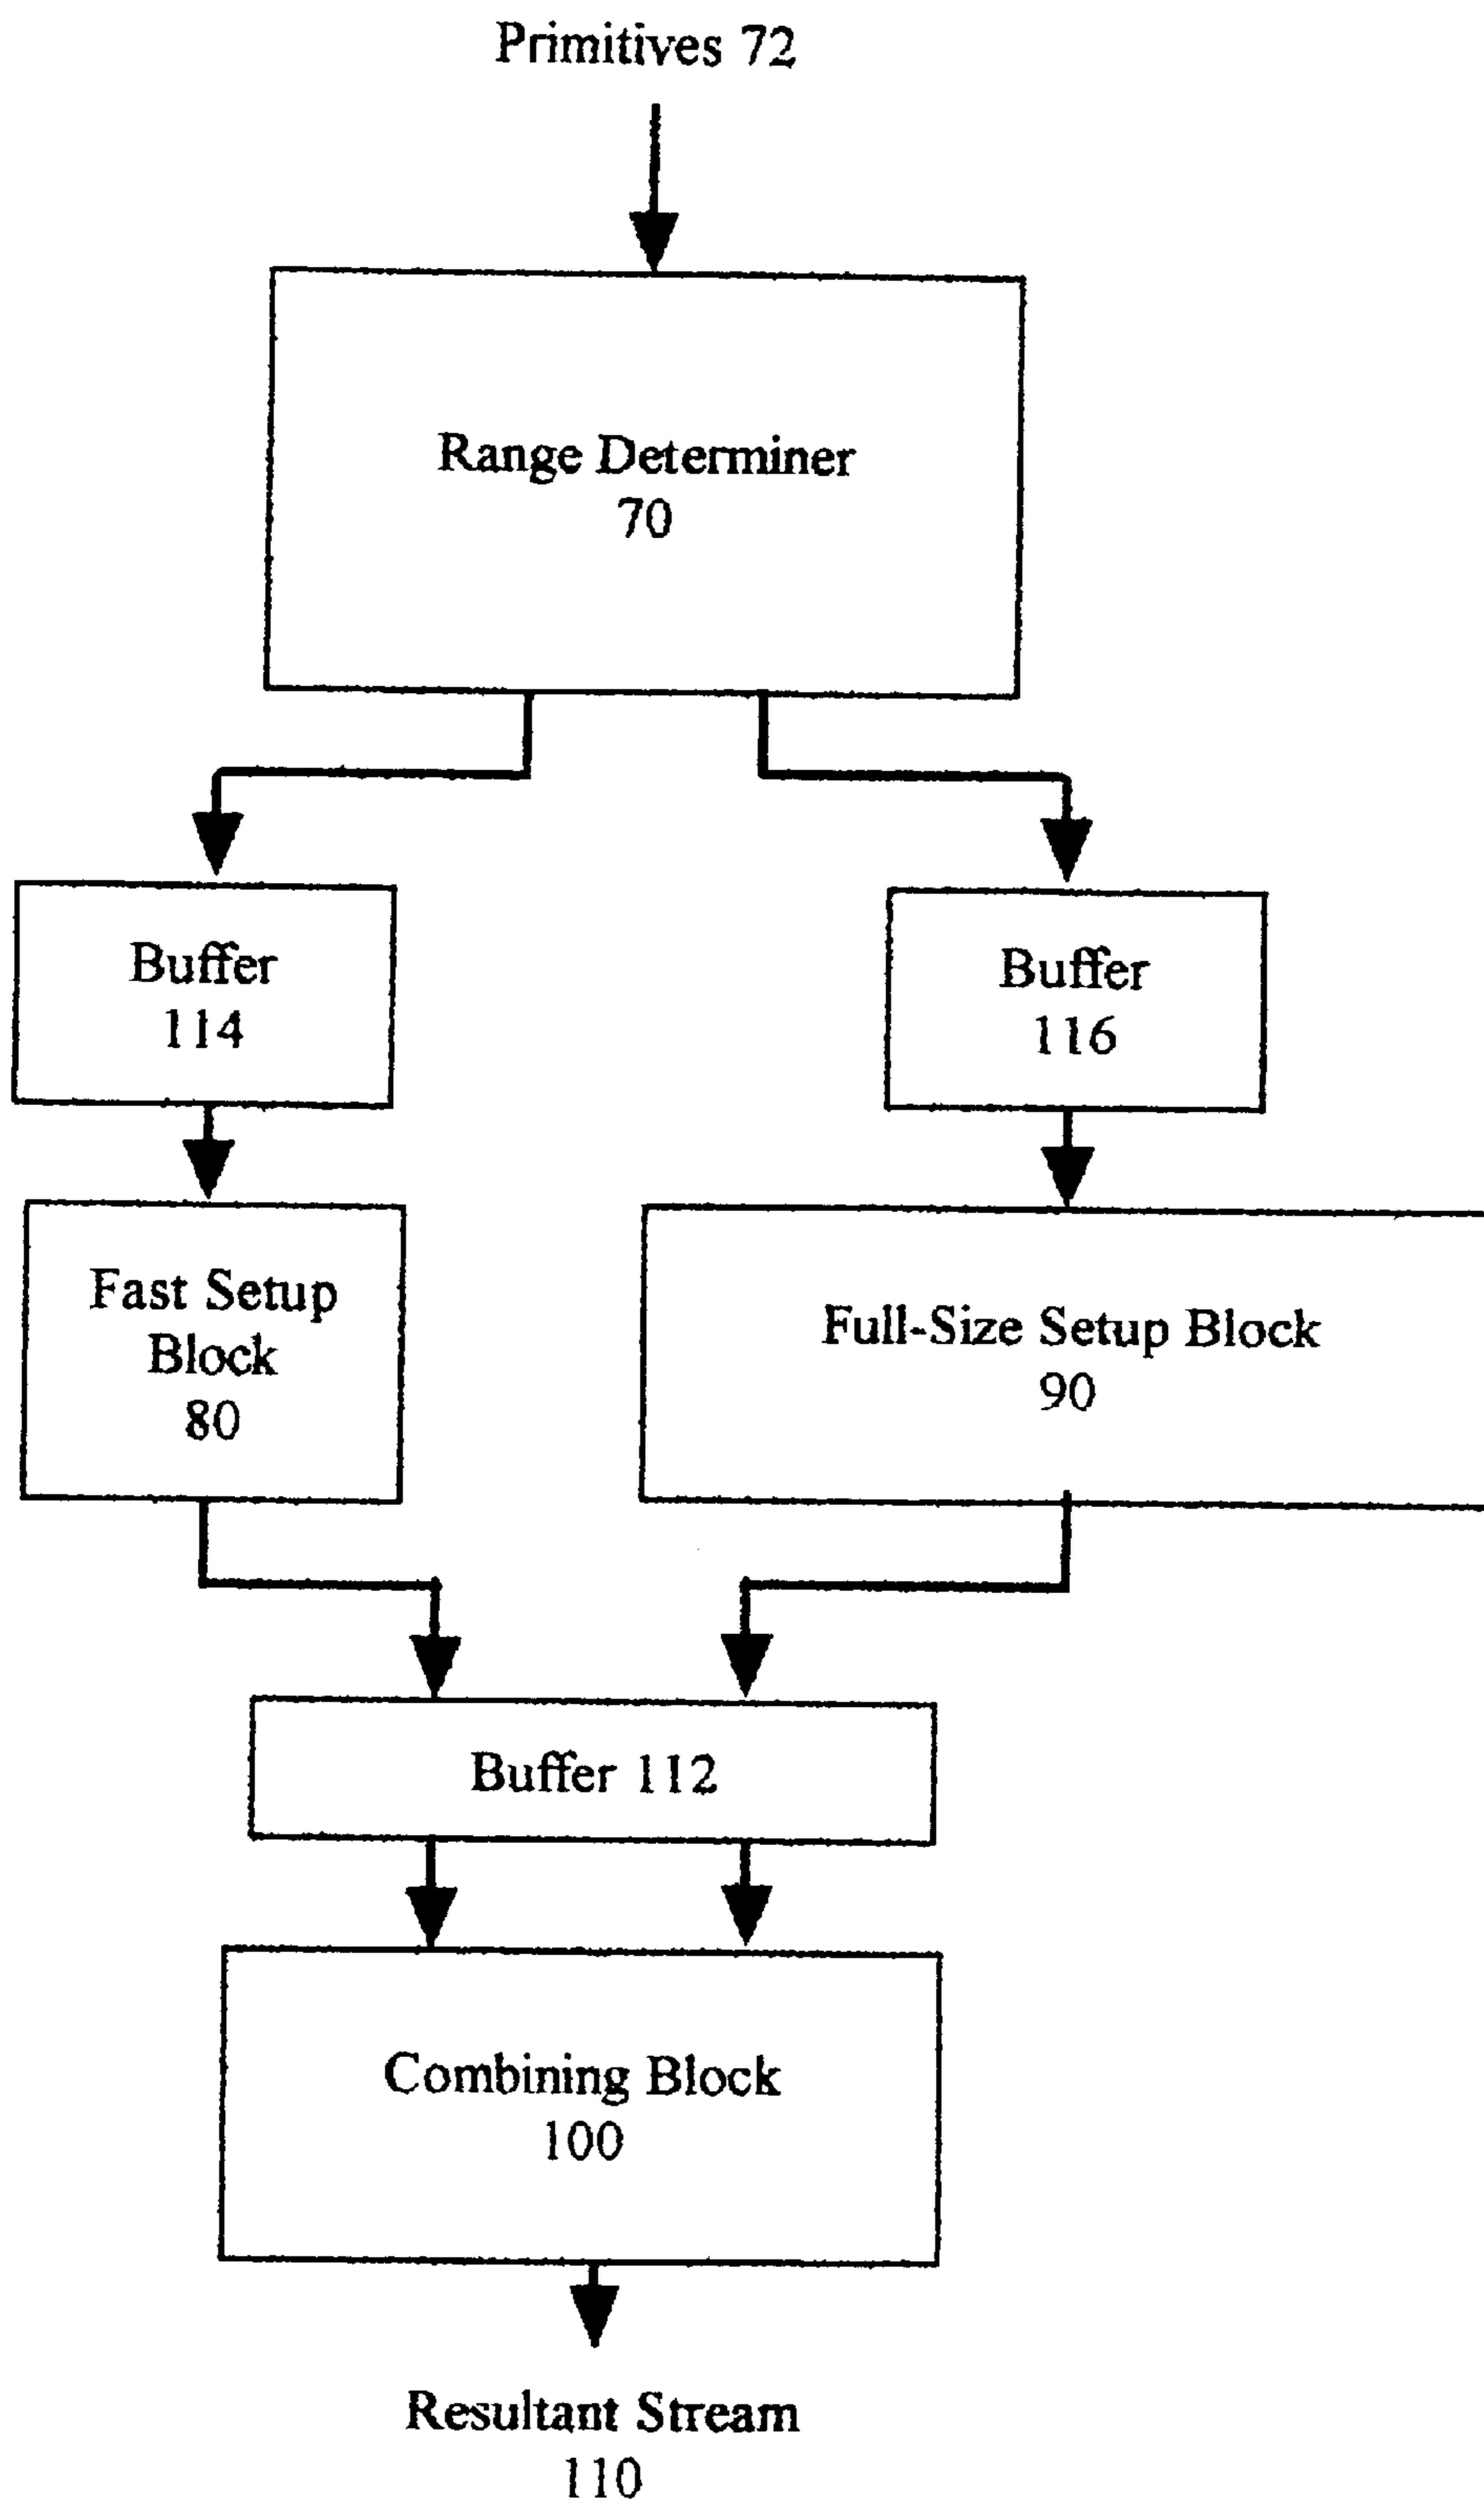 Primitives 72
Range Determiner
70
Buffer
114
Buffer
116
Fast Setup
Block
80
Full-Size Setup Block
90
Buffer 112
Combining Block
100
Resultant Stream
110